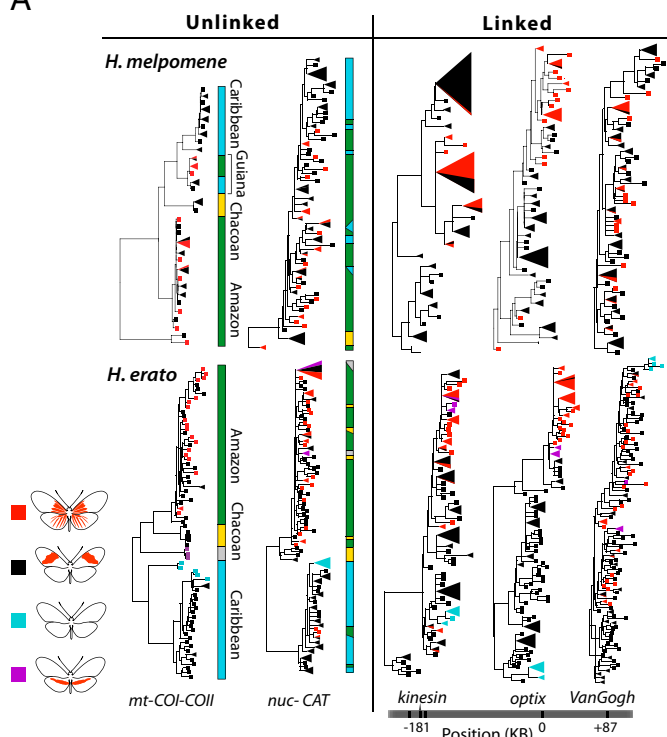 A
Unlinked
Linked
H. melpomene
Caribbean
Guiana
Chacoan
Amazon
H. erato
Amazon
Chacoan
Caribbean
mt-COI-COII
nuc- CAT
kinesin
optix
VanGogh
-181
0
+87
Position (KB)